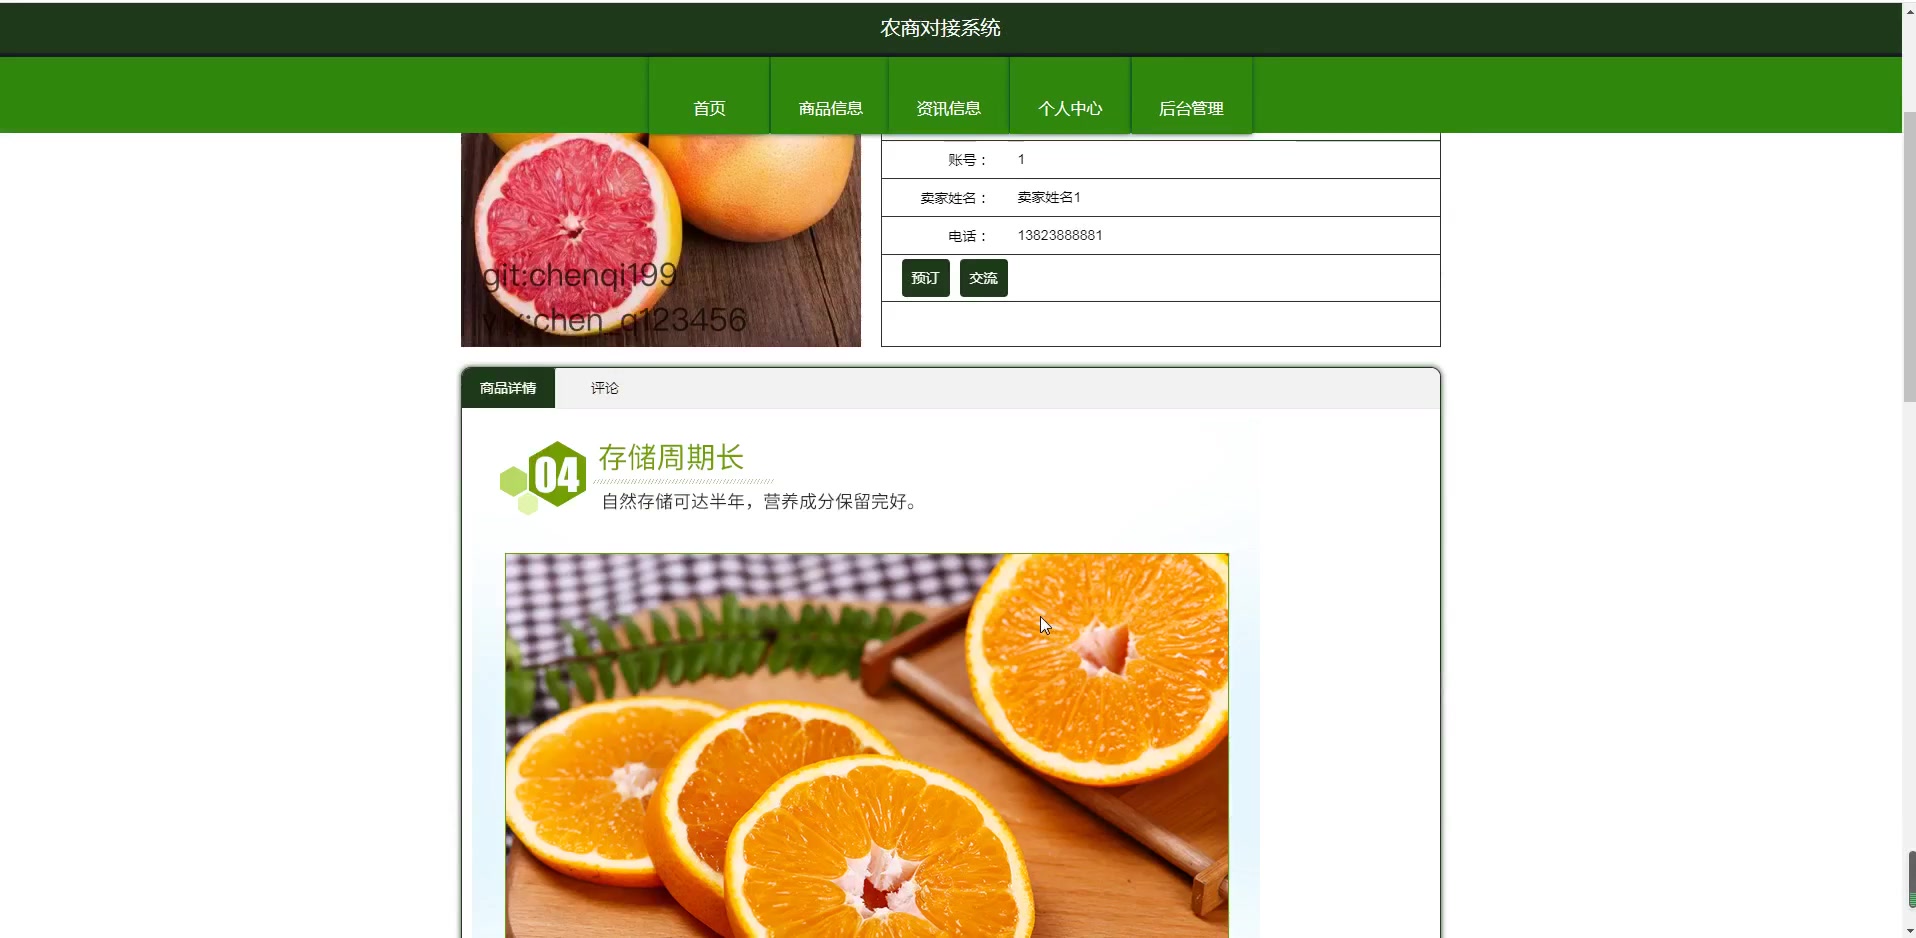 农商对接系统
首页 商品信息 资讯信息 个人中心 后台管理
账号： 1
卖家姓名： 卖家姓名1
电话： 13823888881
预订 交流
git:chenqi199
vx:chen_q123456
商品详情 评论
04 存储周期长
自然存储可达半年，营养成分保留完好。